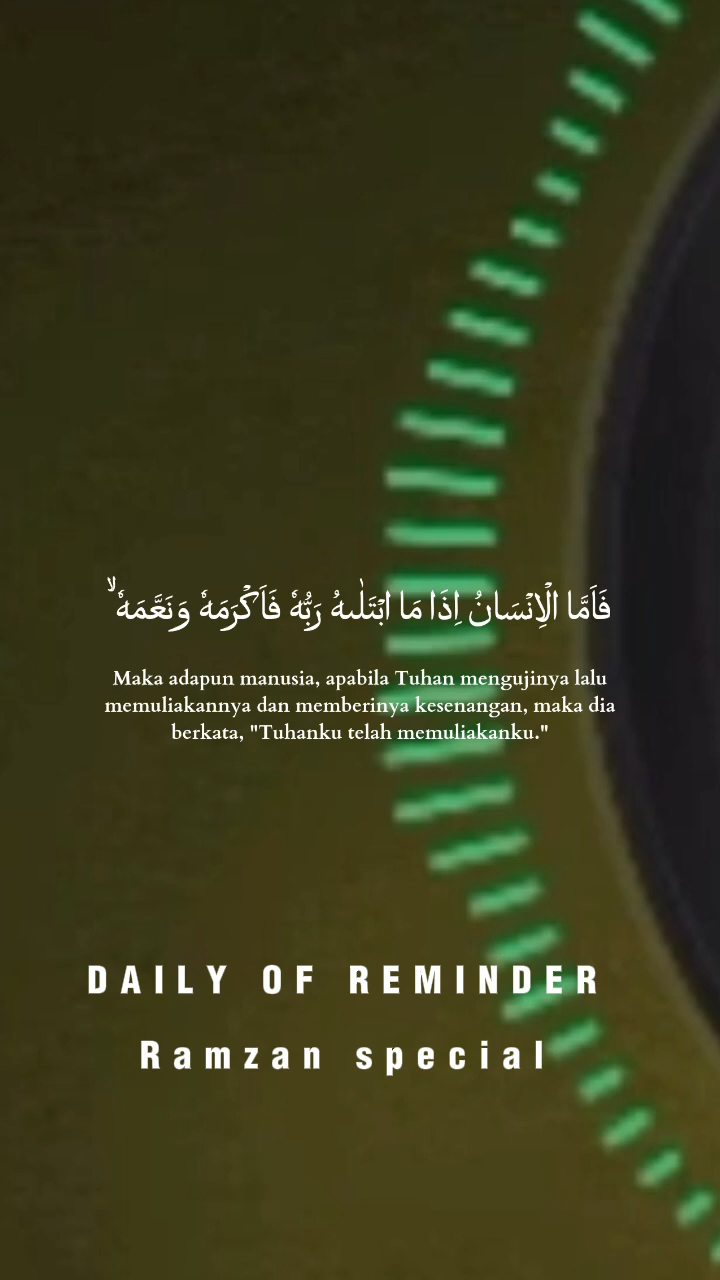 فَاَمَّا الْاِنْسَانُ اِذَا مَا ابْتَلٰىهُ رَبُّهٗ فَاَكْرَمَهٗ وَنَعَّمَهٗ ۙ
Maka adapun manusia, apabila Tuhan mengujinya lalu
memuliakannya dan memberinya kesenangan, maka dia
berkata, "Tuhanku telah memuliakanku."
DAILY OF REMINDER
Ramzan special